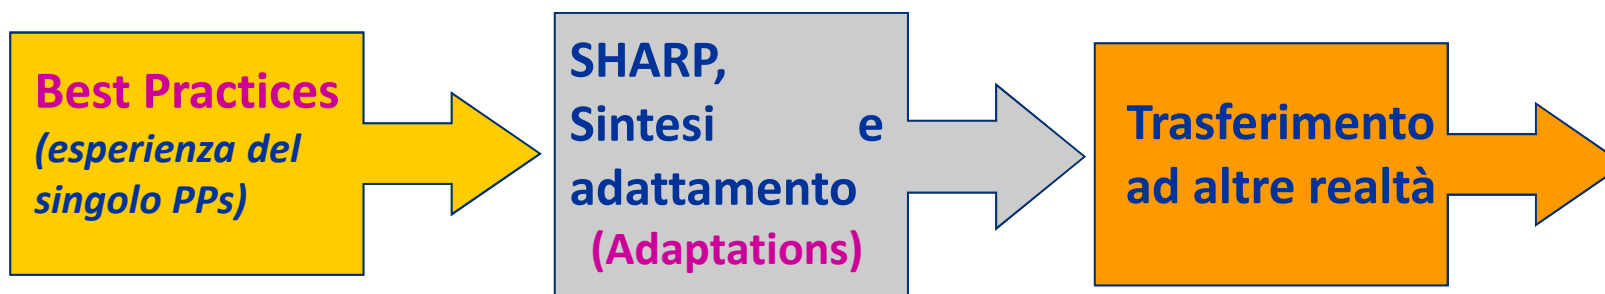 Best Practices
(esperienza del
singolo PPs)
SHARP,
Sintesi e
adattamento
(Adaptations)
Trasferimento
ad altre realtà